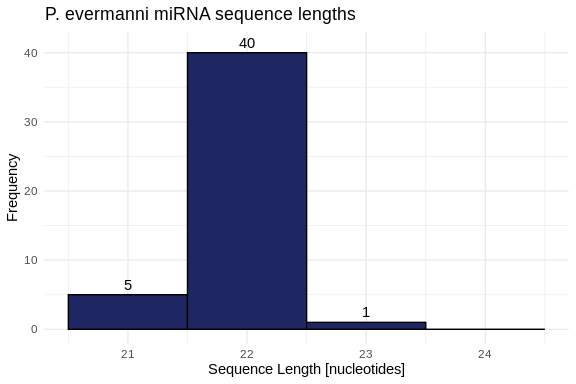 P. evermanni miRNA sequence lengths
40
40
30
Frequency
20
10
5
1
0
21 22 23 24
Sequence Length [nucleotides]